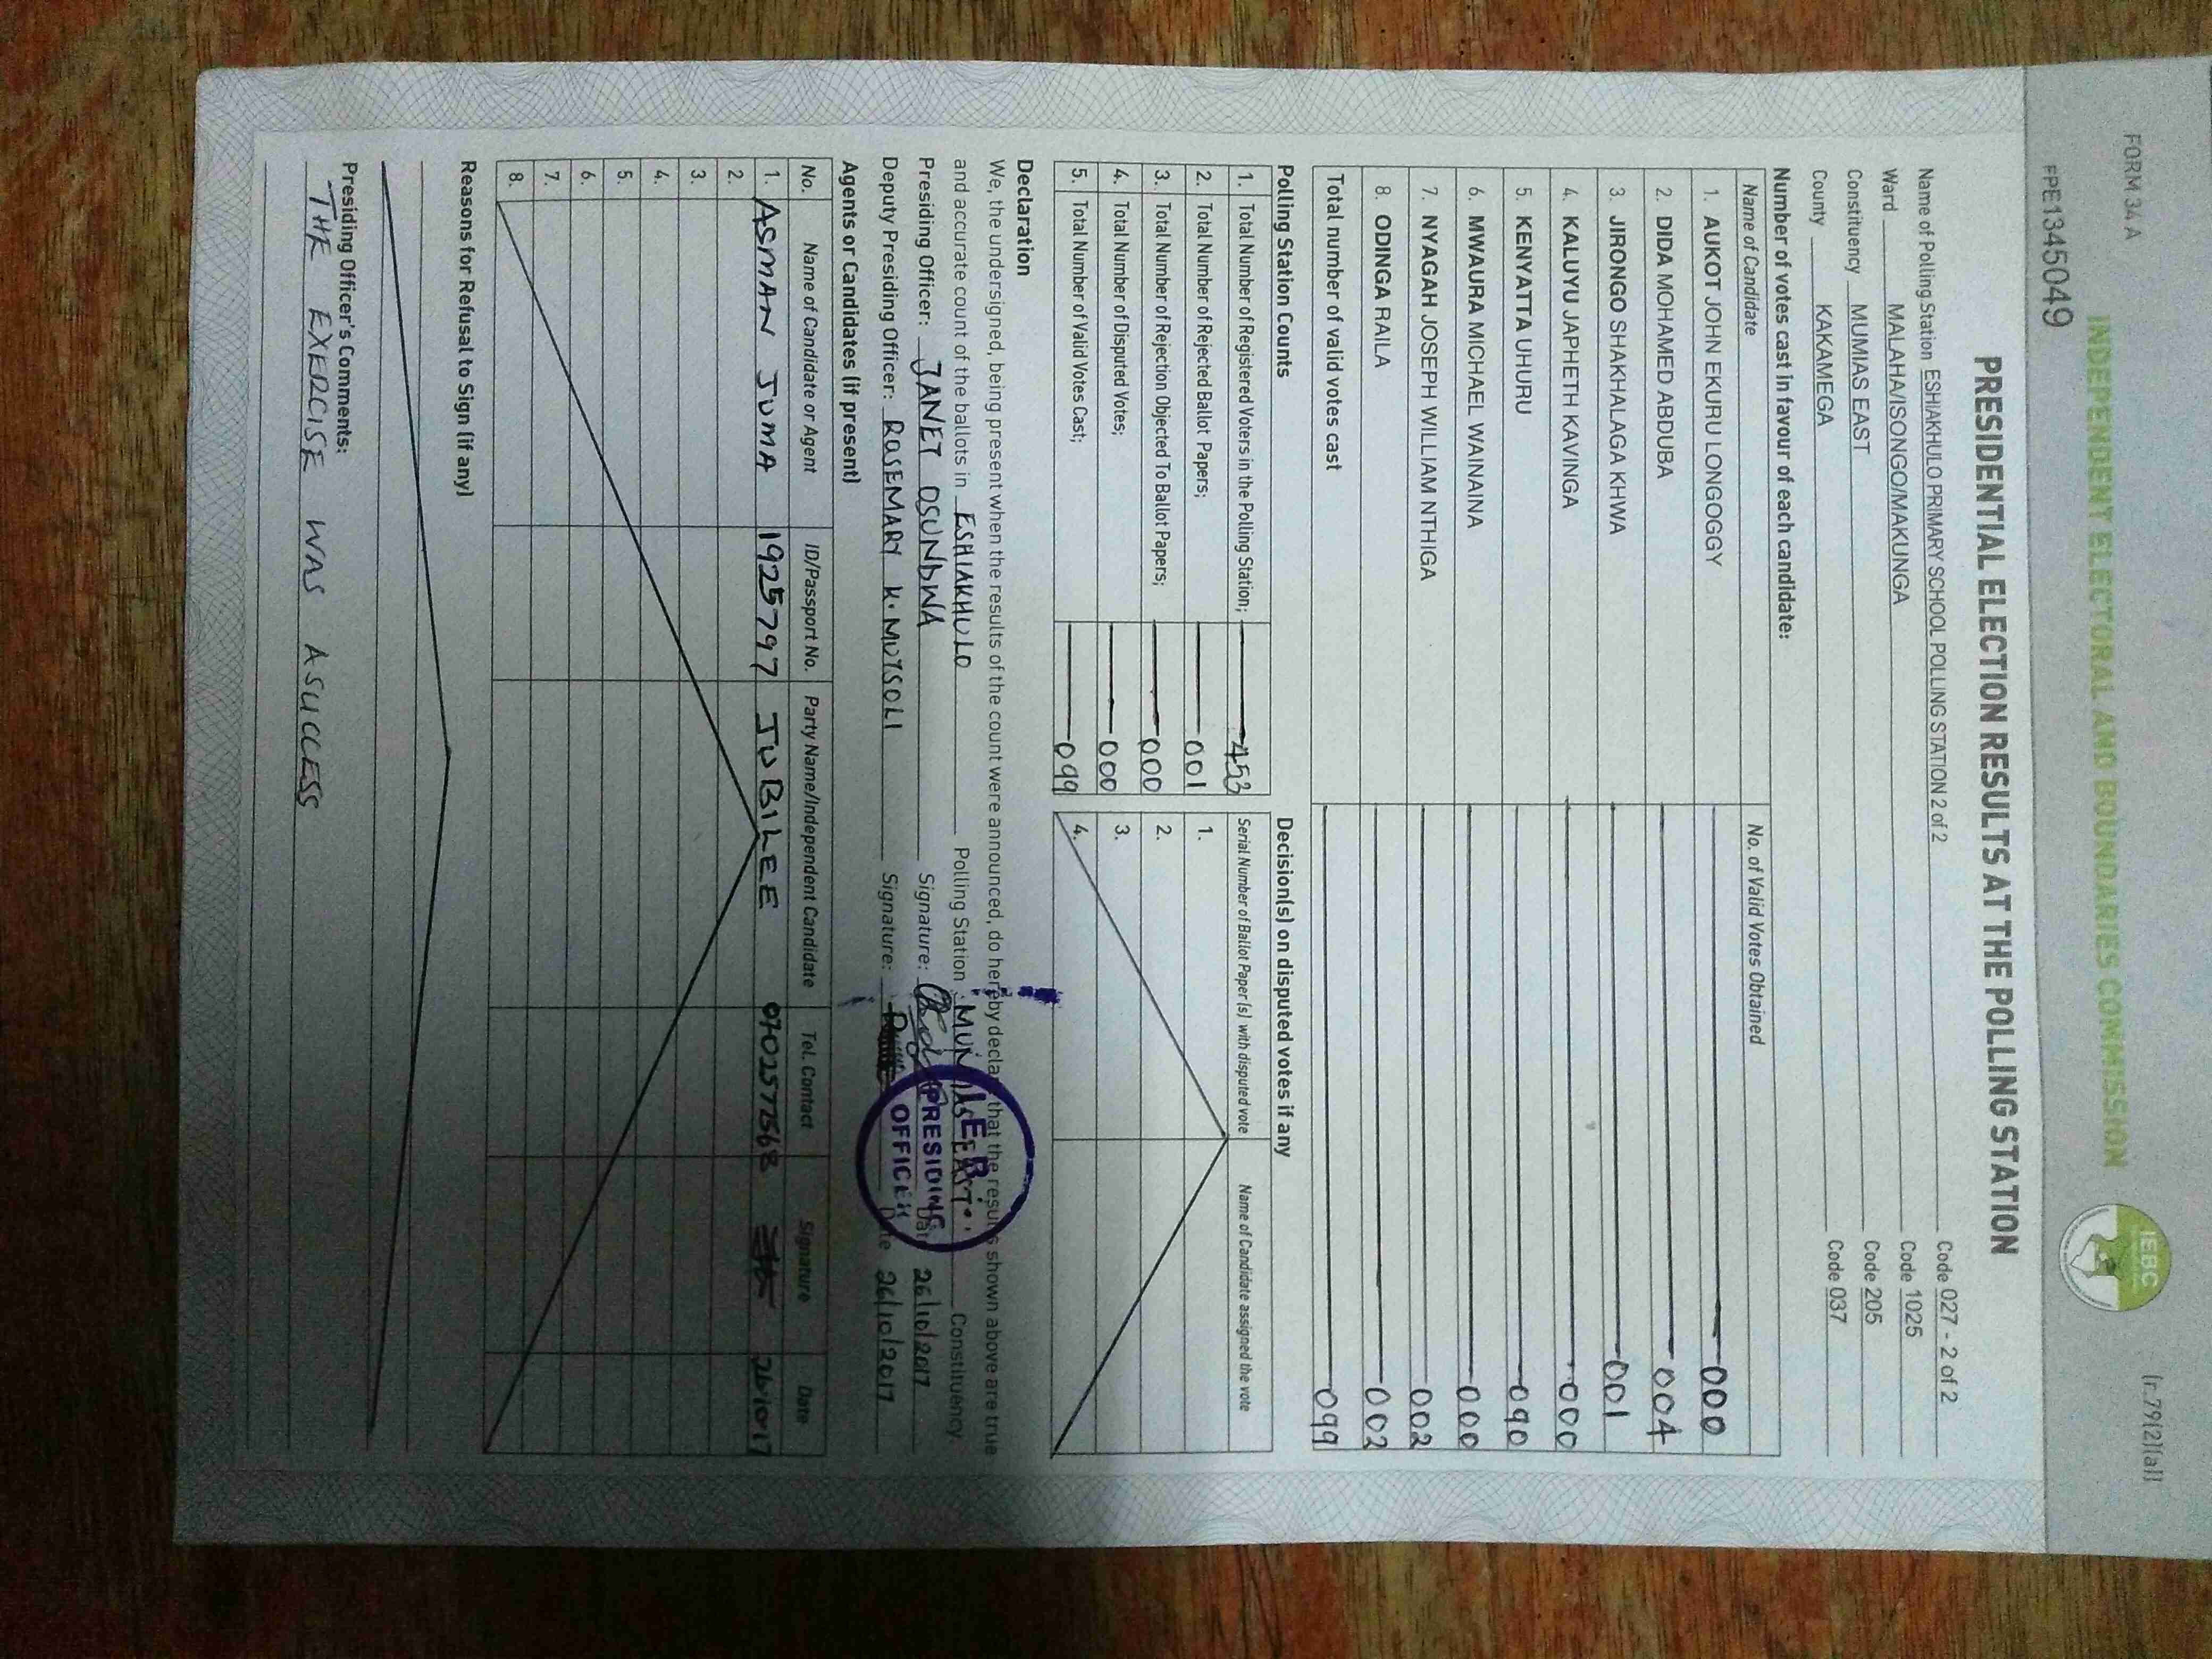 FORM 34 A
(r.79(2)(a))
INDEPENDENT ELECTORAL AND BOUNDARIES COMMISSION
IEBC
FPE1345049
PRESIDENTIAL ELECTION RESULTS AT THE POLLING STATION
Name of Polling Station ESHIAKHULO PRIMARY SCHOOL POLLING STATION 2 of 2 Code 027 - 2 of 2
Ward MALAHA/ISONGO/MAKUNGA Code 1025
Constituency MUMIAS EAST Code 205
County KAKAMEGA Code 037
Number of votes cast in favour of each candidate:
Name of Candidate No. of Valid Votes Obtained
1. AUKOT JOHN EKURU LONGOGGY 000
2. DIDA MOHAMED ABDUBA 004
3. JIRONGO SHAKHALAGA KHWA 001
4. KALUYU JAPHETH KAVINGA 000
5. KENYATTA UHURU 090
6. MWAURA MICHAEL WAINAINA 000
7. NYAGAH JOSEPH WILLIAM NTHIGA 002
8. ODINGA RAILA 002
Total number of valid votes cast 099
Polling Station Counts
1. Total Number of Registered Voters in the Polling Station; 453
2. Total Number of Rejected Ballot Papers; 001
3. Total Number of Rejection Objected To Ballot Papers; 000
4. Total Number of Disputed Votes; 000
5. Total Number of Valid Votes Cast; 099
Decision(s) on disputed votes if any
Serial Number of Ballot Paper (s) with disputed vote Name of Candidate assigned the vote
1.
2.
3.
4.
Declaration
We, the undersigned, being present when the results of the count were announced, do hereby declare that the results shown above are true
and accurate count of the ballots in ESHIAKHULO Polling Station MUMIAS EAST Constituency
Presiding Officer: JANET OSUNDWA Signature: Date 26/10/2017
Deputy Presiding Officer: ROSEMARY K. MUTSOLI Signature: Date 26/10/2017
PRESIDING
OFFICER
Agents or Candidates (if present)
No. Name of Candidate or Agent ID/Passport No. Party Name/Independent Candidate Tel. Contact Signature Date
1. ASMAN JUMA 1925797 JUBILEE
2.
3.
4.
5.
6.
7.
8.
Reasons for Refusal to Sign (if any)
Presiding Officer's Comments:
THE EXERCISE WAS A SUCCESS